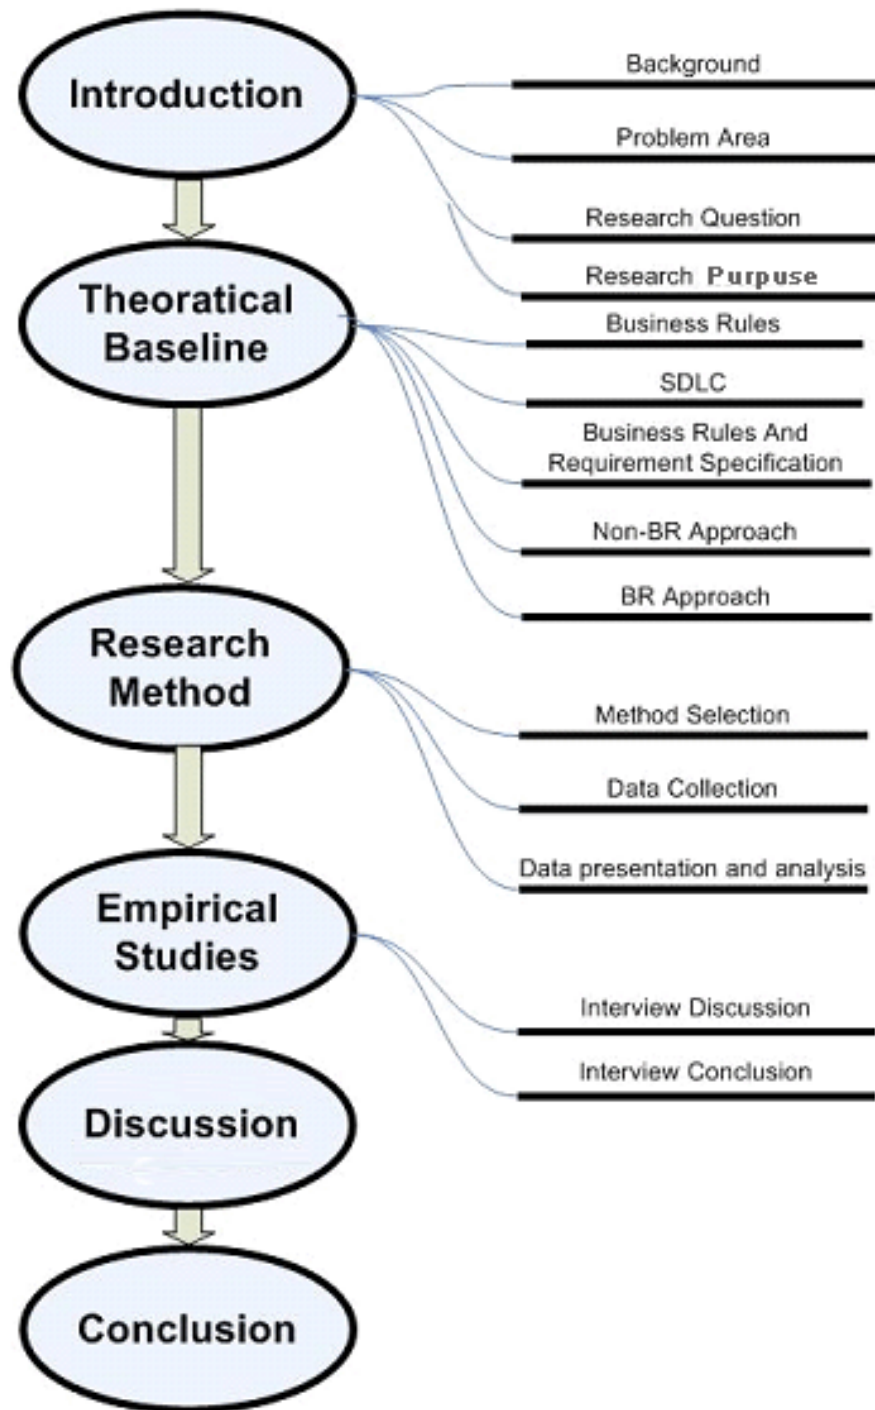 Introduction
Background
Problem Area
Research Question
Research Purpuse
Theoratical
Baseline
Business Rules
SDLC
Business Rules And
Requirement Specification
Non-BR Approach
BR Approach
Research
Method
Method Selection
Data Collection
Data presentation and analysis
Empirical
Studies
Interview Discussion
Interview Conclusion
Discussion
Conclusion